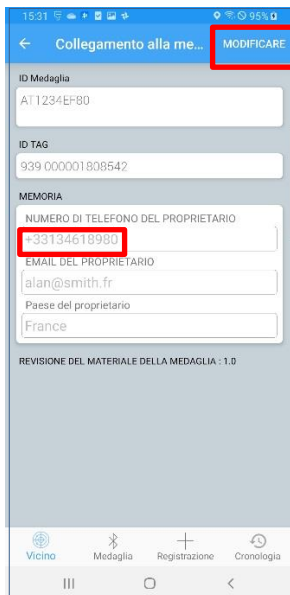 15:31 95%
Collegamento alla me... MODIFICARE
ID Medaglia
AT1234EF80
ID TAG
939 000001808542
MEMORIA
NUMERO DI TELEFONO DEL PROPRIETARIO
+33134618980
EMAIL DEL PROPRIETARIO
alan@smith.fr
Paese del proprietario
France
REVISIONE DEL MATERIALE DELLA MEDAGLIA : 1.0
Vicino Medaglia Registrazione Cronologia